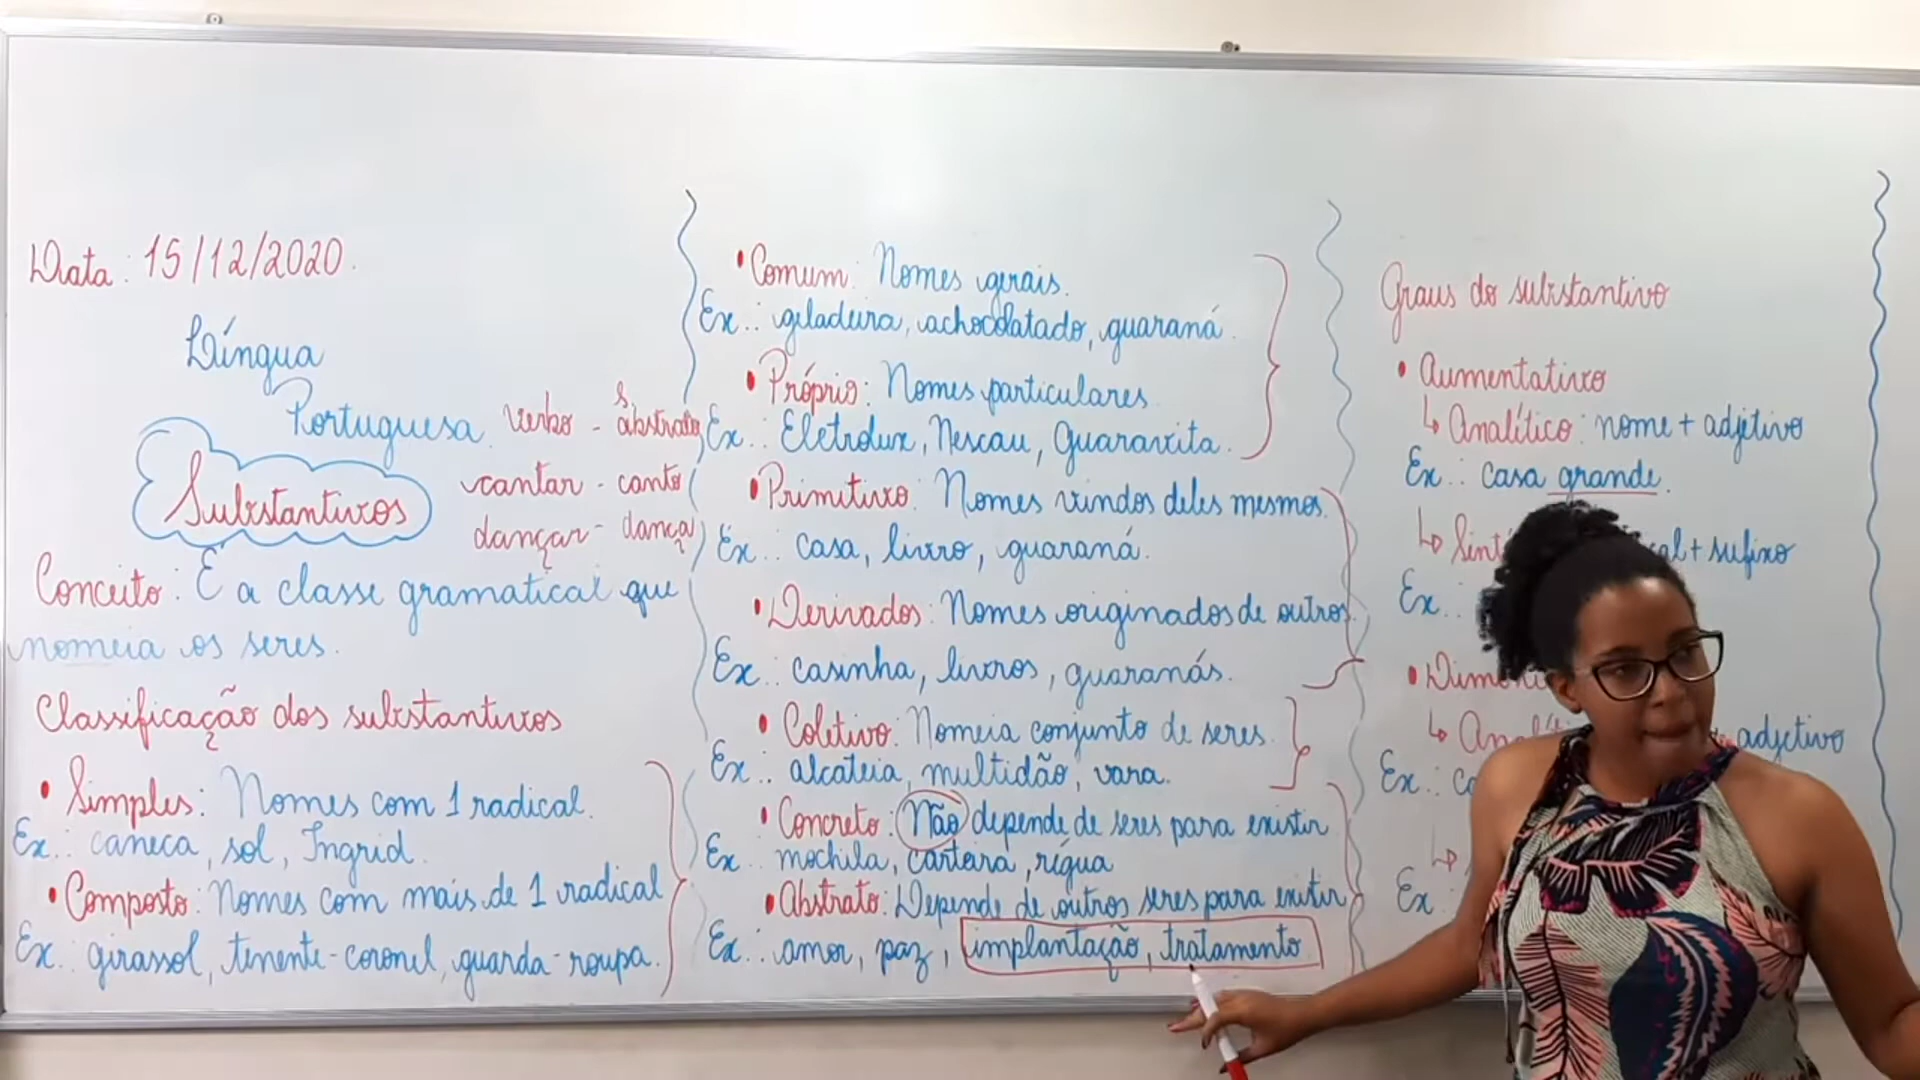 Data: 15/12/2020.
Língua
Portuguesa
Substantivos
verbo - s. abstrato
cantar - canto
dançar - dança
Conceito: É a classe gramatical que
nomeia os seres.
Classificação dos substantivos
• Simples: Nomes com 1 radical.
Ex.: caneca, sol, Ingrid.
• Composto: Nomes com mais de 1 radical
Ex.: girassol, tenente-coronel, guarda-roupa.
• Comum: Nomes gerais.
Ex.: geladeira, achocolatado, guaraná.
• Próprio: Nomes particulares
Ex.: Eletrolux, Nescau, Guaravita.
• Primitivo: Nomes vindos deles mesmos.
Ex.: casa, livro, guaraná.
• Derivados: Nomes originados de outros
Ex.: casinha, livros, guaranás.
• Coletivo: Nomeia conjunto de seres.
Ex.: alcateia, multidão, vara.
• Concreto: Não depende de seres para existir
Ex.: mochila, carteira, régua
• Abstrato: Depende de outros seres para existir
Ex.: amor, paz, implantação, tratamento
Graus do substantivo
• Aumentativo
↳ Analítico: nome + adjetivo
Ex.: casa grande.
↳ + sufixo
Ex.:
•
↳ adjetivo
Ex.:
↳
Ex.: